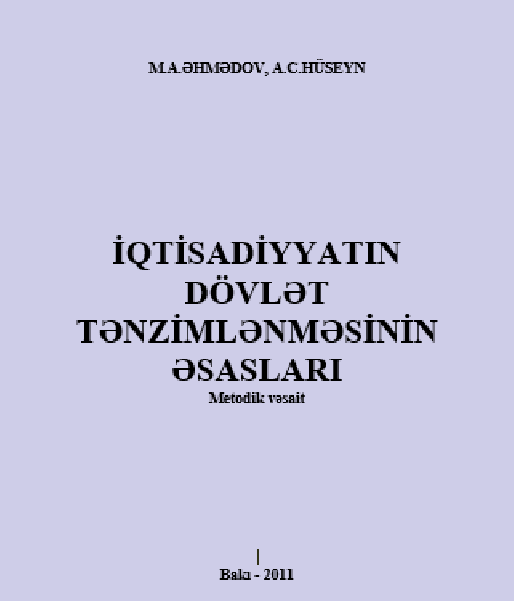 M.A.ƏHMƏDOV, A.C.HÜSEYN
İQTİSADİYYATIN
DÖVLƏT
TƏNZİMLƏNMƏSİNİN
ƏSASLARI
Metodik vəsait
|
Bakı - 2011